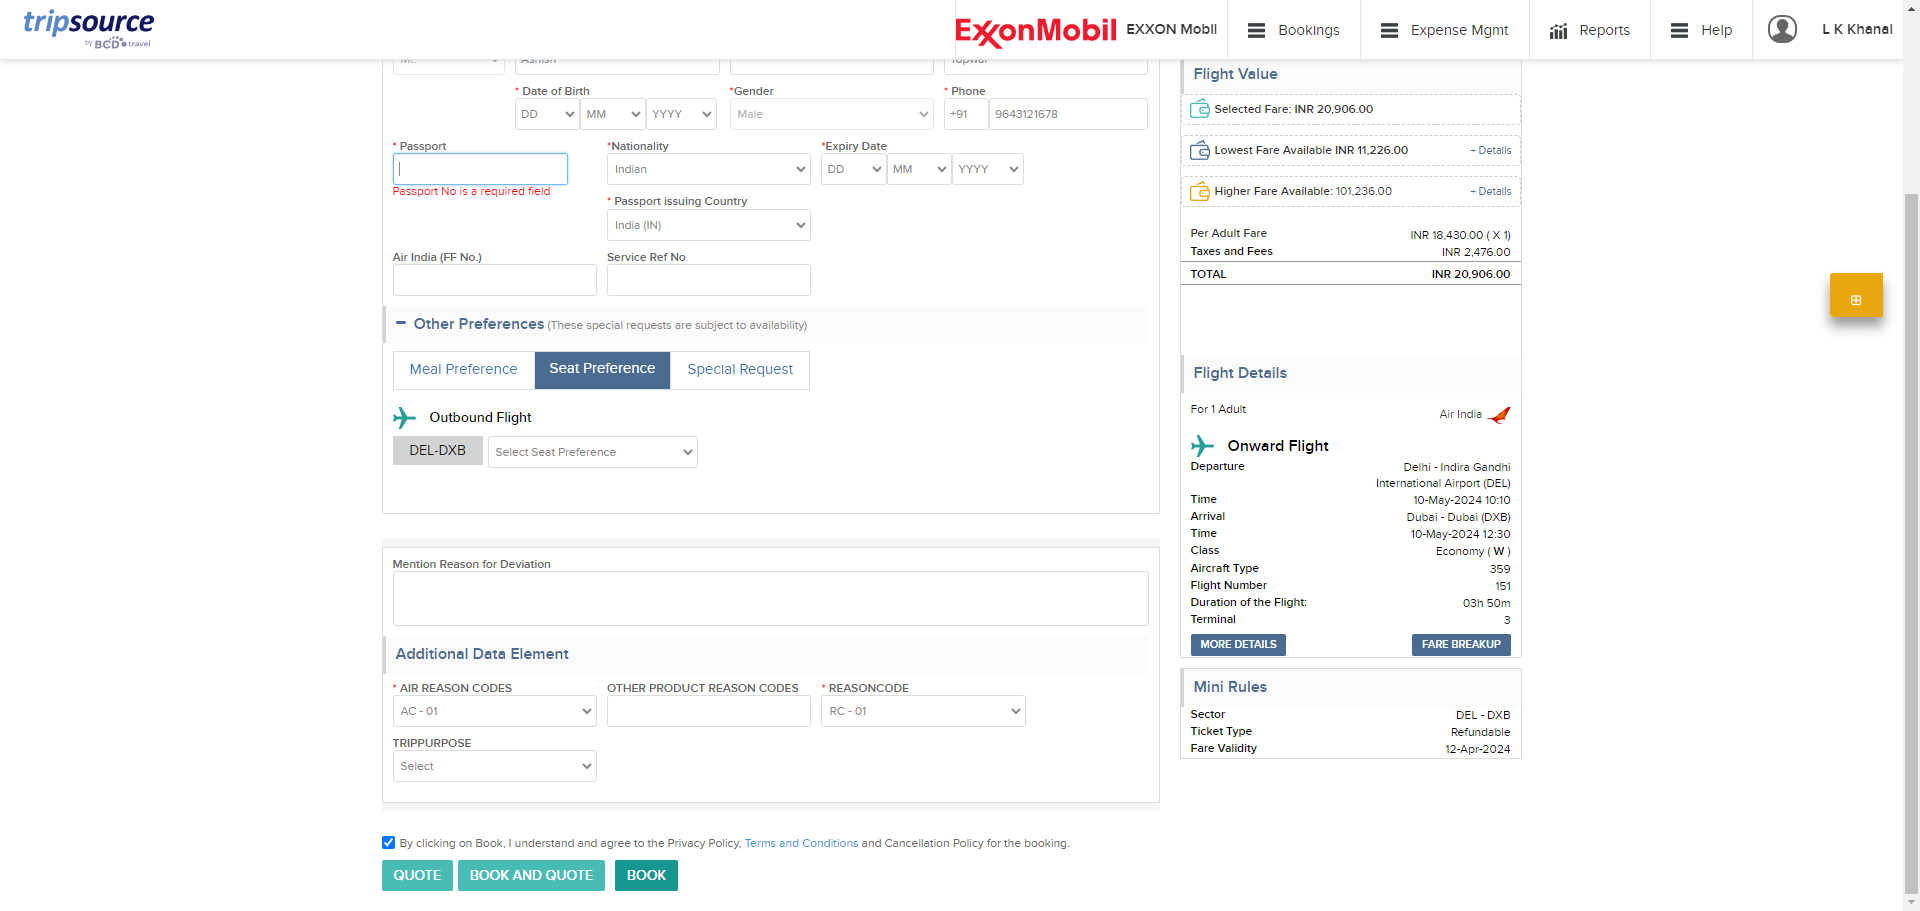 tripsource
by BCD travel
ExxonMobil
EXXON Mobil
Bookings
Expense Mgmt
Reports
Help
L K Khanal
Mr.
Ashish
Topwal
* Date of Birth
*Gender
* Phone
DD
MM
YYYY
Male
+91
9643121678
* Passport
*Nationality
*Expiry Date
Indian
DD
MM
YYYY
Passport No is a required field
* Passport issuing Country
India (IN)
Air India (FF No.)
Service Ref No
Other Preferences (These special requests are subject to availability)
Meal Preference
Seat Preference
Special Request
Outbound Flight
DEL-DXB
Select Seat Preference
Mention Reason for Deviation
Additional Data Element
* AIR REASON CODES
OTHER PRODUCT REASON CODES
* REASONCODE
AC - 01
RC - 01
TRIPPURPOSE
Select
By clicking on Book, I understand and agree to the Privacy Policy, Terms and Conditions and Cancellation Policy for the booking.
QUOTE
BOOK AND QUOTE
BOOK
Flight Value
Selected Fare: INR 20,906.00
Lowest Fare Available INR 11,226.00
+ Details
Higher Fare Available: 101,236.00
+ Details
Per Adult Fare
INR 18,430.00 ( X 1)
Taxes and Fees
INR 2,476.00
TOTAL
INR 20,906.00
Flight Details
For 1 Adult
Air India
Onward Flight
Departure
Delhi - Indira Gandhi
International Airport (DEL)
Time
10-May-2024 10:10
Arrival
Dubai - Dubai (DXB)
Time
10-May-2024 12:30
Class
Economy ( W )
Aircraft Type
359
Flight Number
151
Duration of the Flight:
03h 50m
Terminal
3
MORE DETAILS
FARE BREAKUP
Mini Rules
Sector
DEL - DXB
Ticket Type
Refundable
Fare Validity
12-Apr-2024